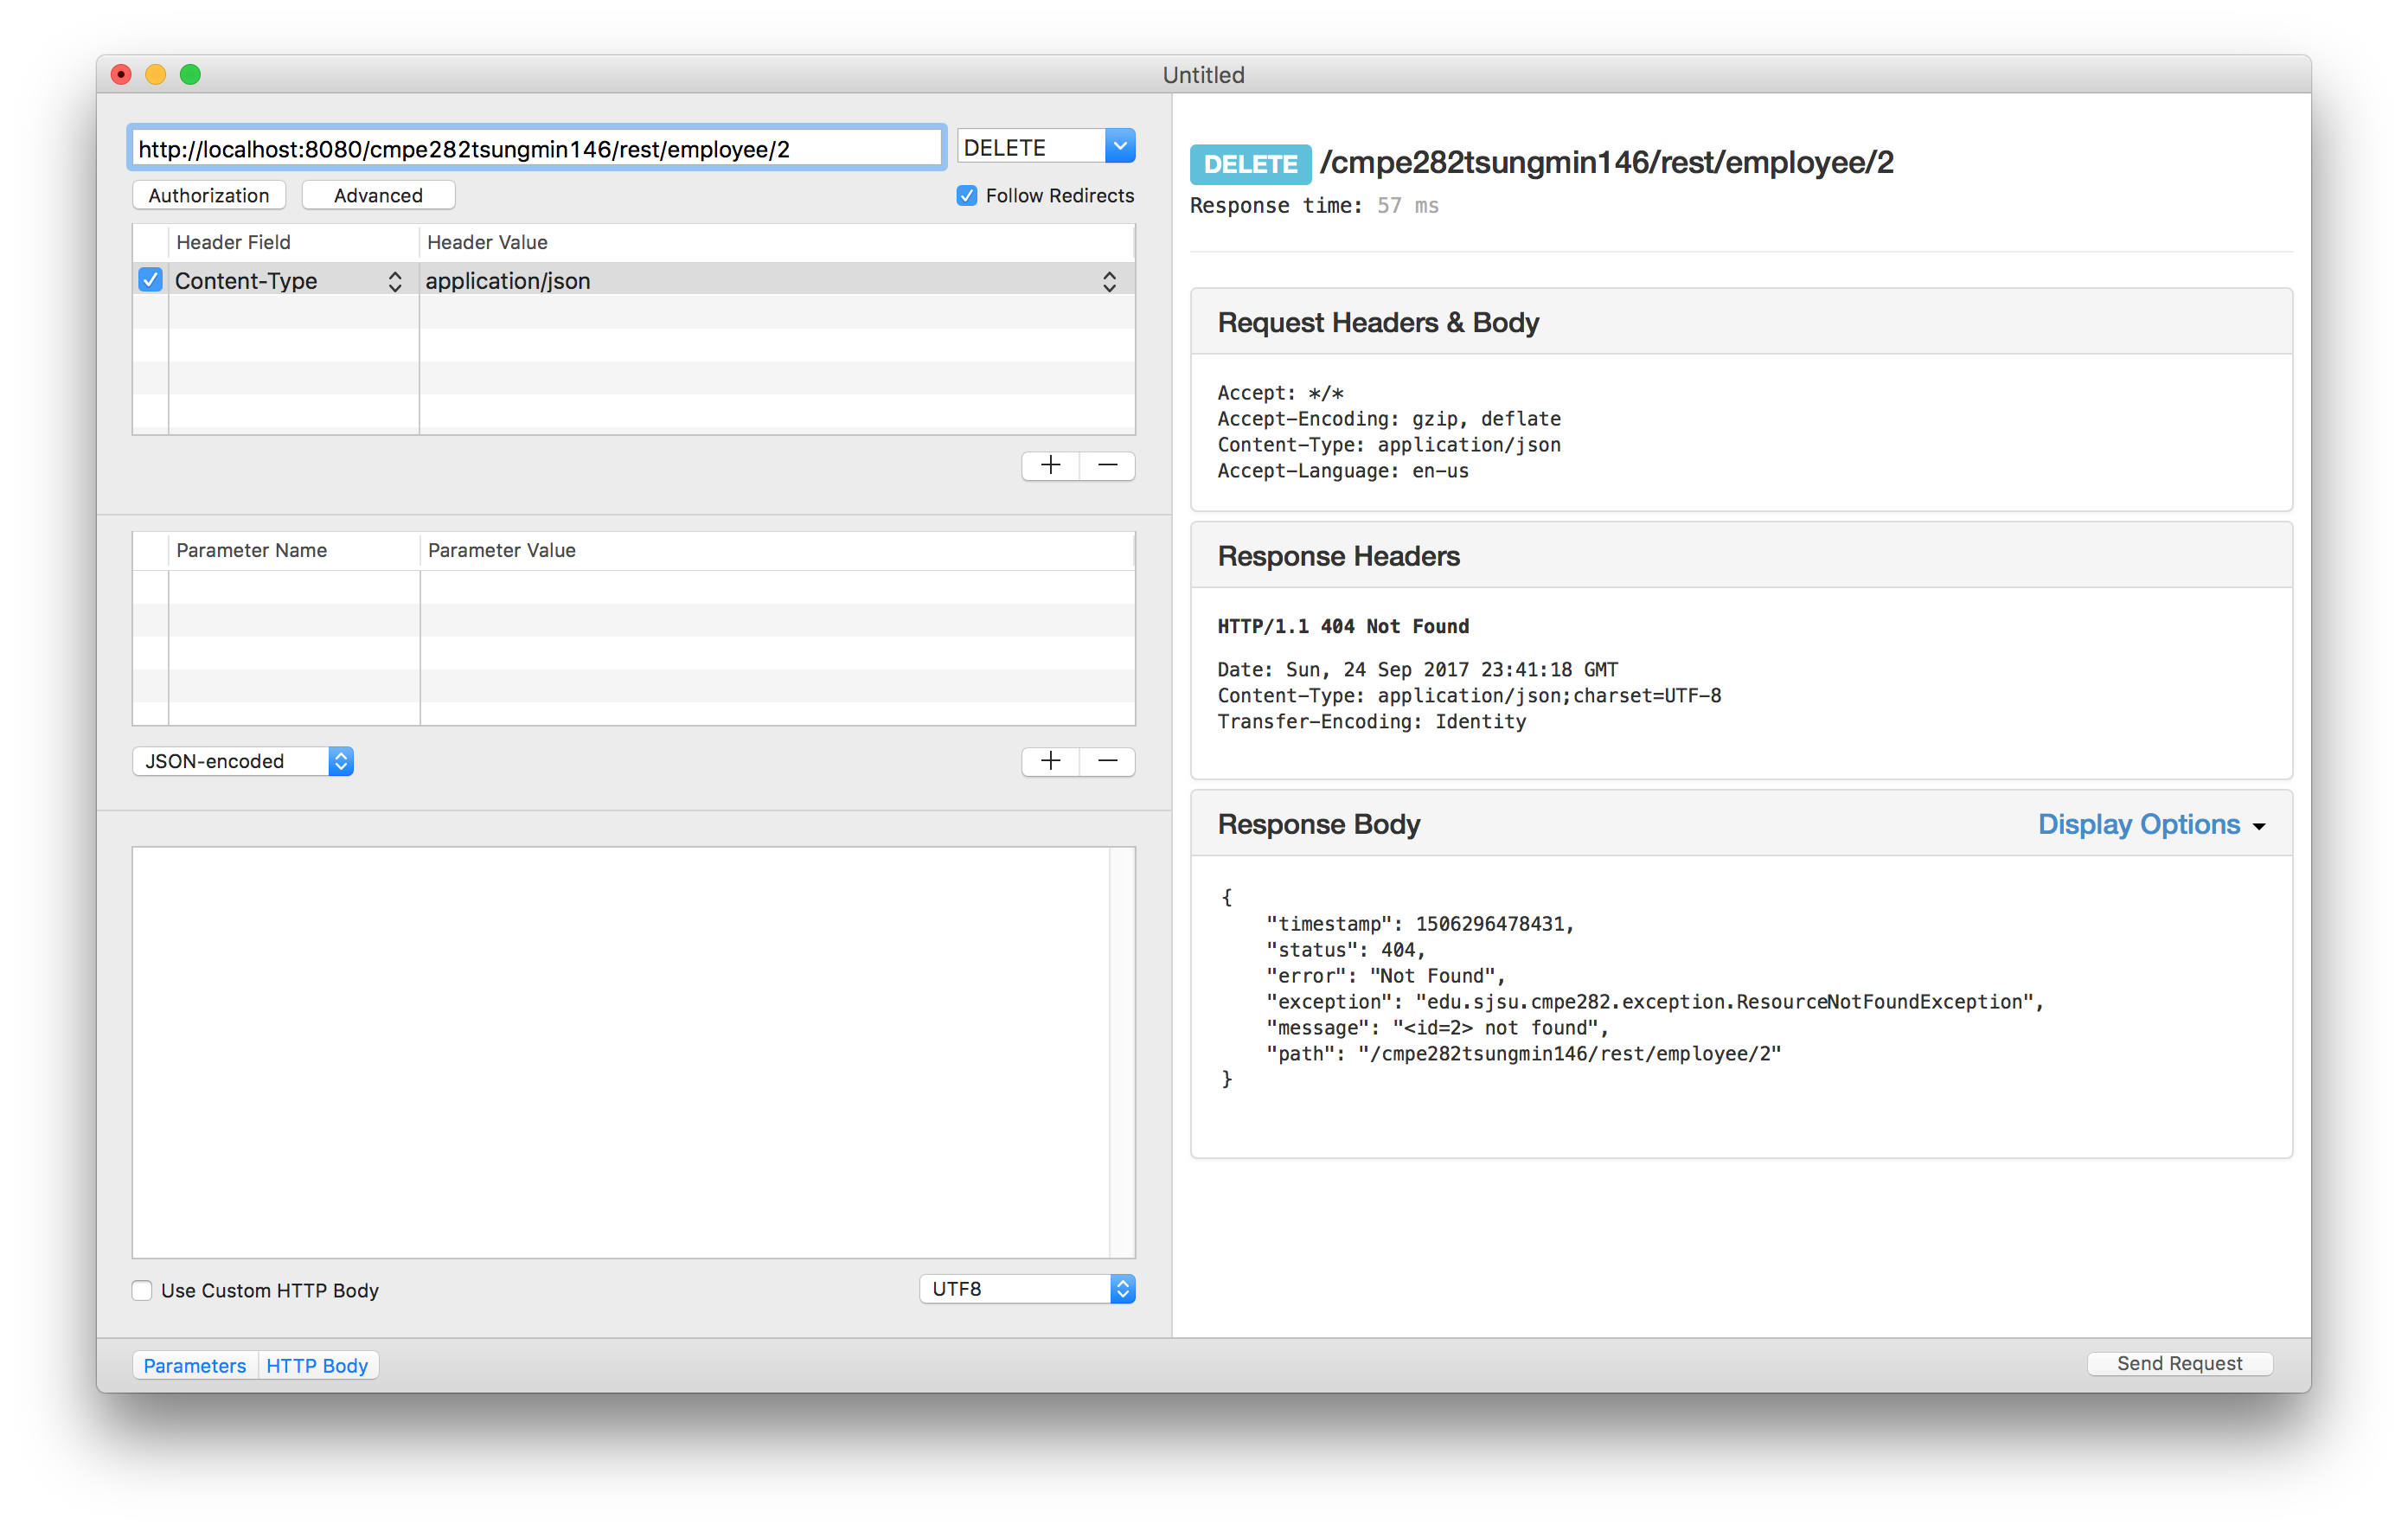 Untitled
http://localhost:8080/cmpe282tsungmin146/rest/employee/2
DELETE
Authorization
Advanced
Follow Redirects
Header Field
Header Value
Content-Type
application/json
Parameter Name
Parameter Value
JSON-encoded
Use Custom HTTP Body
UTF8
Parameters
HTTP Body
DELETE /cmpe282tsungmin146/rest/employee/2
Response time: 57 ms
Request Headers & Body
Accept: */*
Accept-Encoding: gzip, deflate
Content-Type: application/json
Accept-Language: en-us
Response Headers
HTTP/1.1 404 Not Found
Date: Sun, 24 Sep 2017 23:41:18 GMT
Content-Type: application/json;charset=UTF-8
Transfer-Encoding: Identity
Response Body
Display Options
{
"timestamp": 1506296478431,
"status": 404,
"error": "Not Found",
"exception": "edu.sjsu.cmpe282.exception.ResourceNotFoundException",
"message": "<id=2> not found",
"path": "/cmpe282tsungmin146/rest/employee/2"
}
Send Request